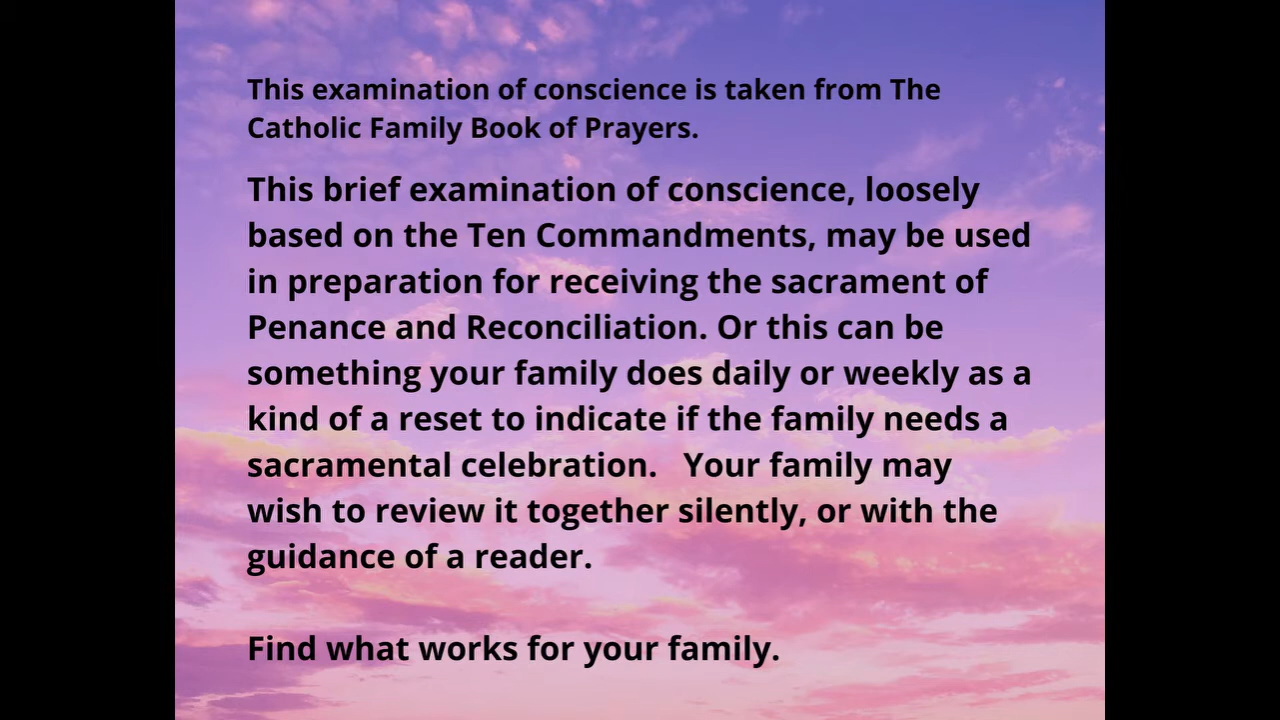 This examination of conscience is taken from The
Catholic Family Book of Prayers.
This brief examination of conscience, loosely
based on the Ten Commandments, may be used
in preparation for receiving the sacrament of
Penance and Reconciliation. Or this can be
something your family does daily or weekly as a
kind of a reset to indicate if the family needs a
sacramental celebration.   Your family may
wish to review it together silently, or with the
guidance of a reader.
Find what works for your family.